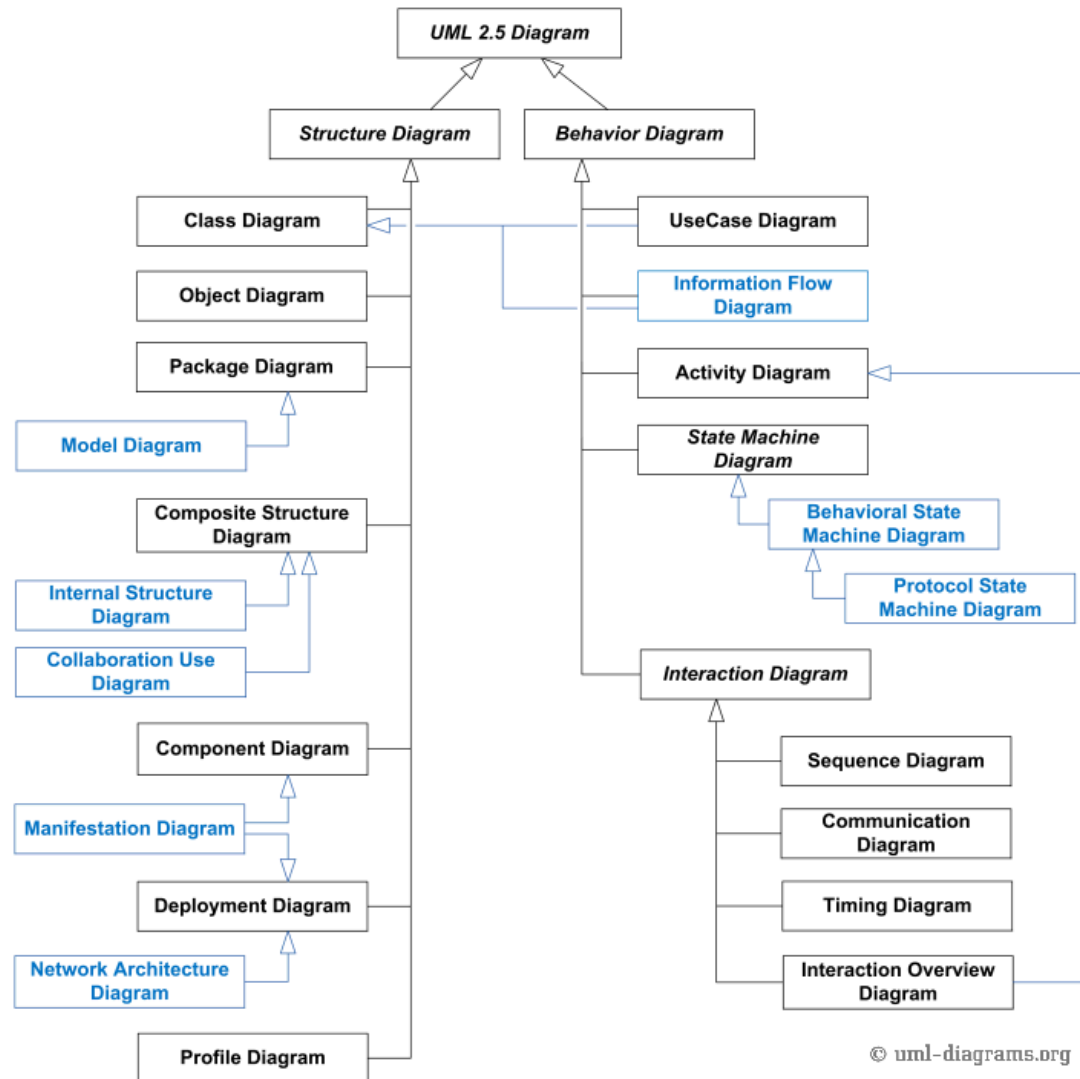 UML 2.5 Diagram
Structure Diagram
Behavior Diagram
Class Diagram
UseCase Diagram
Object Diagram
Information Flow
Diagram
Package Diagram
Activity Diagram
Model Diagram
State Machine
Diagram
Composite Structure
Diagram
Behavioral State
Machine Diagram
Internal Structure
Diagram
Protocol State
Machine Diagram
Collaboration Use
Diagram
Interaction Diagram
Component Diagram
Sequence Diagram
Manifestation Diagram
Communication
Diagram
Deployment Diagram
Timing Diagram
Network Architecture
Diagram
Interaction Overview
Diagram
Profile Diagram
© uml-diagrams.org